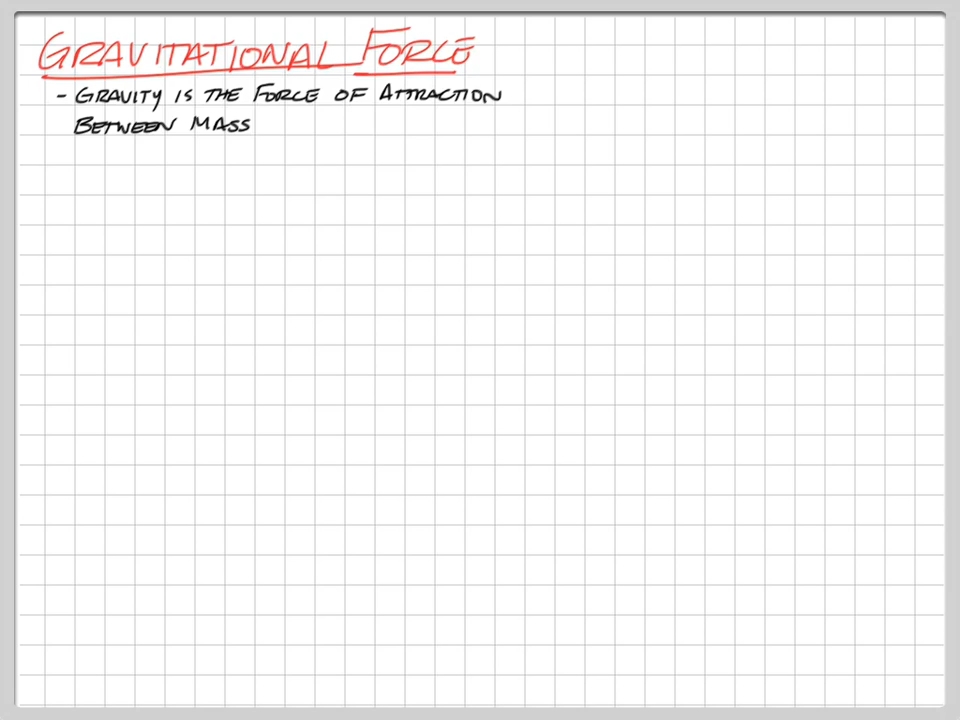 GRAVITATIONAL FORCE
- GRAVITY IS THE FORCE OF ATTRACTION
BETWEEN MASS